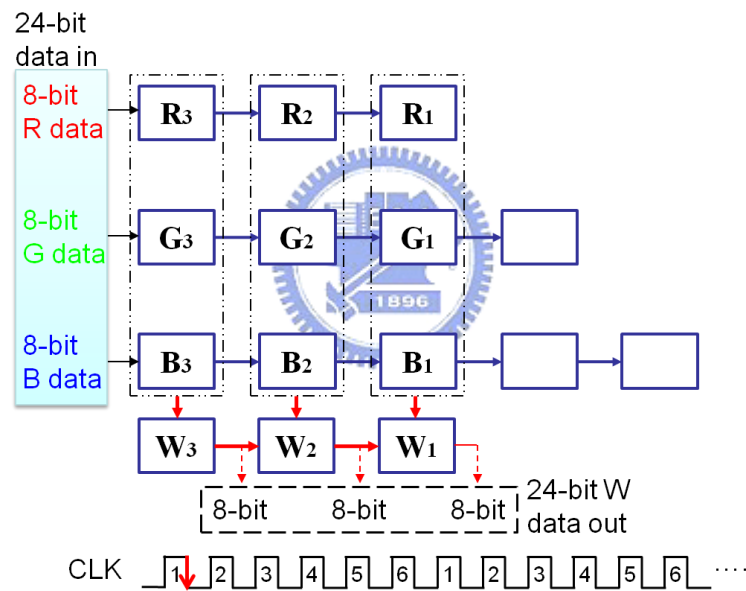 24-bit
data in
8-bit
R data
R3 R2 R1
8-bit
G data
G3 G2 G1
1896
8-bit
B data
B3 B2 B1
W3 W2 W1
8-bit 8-bit 8-bit
24-bit W
data out
CLK 1 2 3 4 5 6 1 2 3 4 5 6 ....